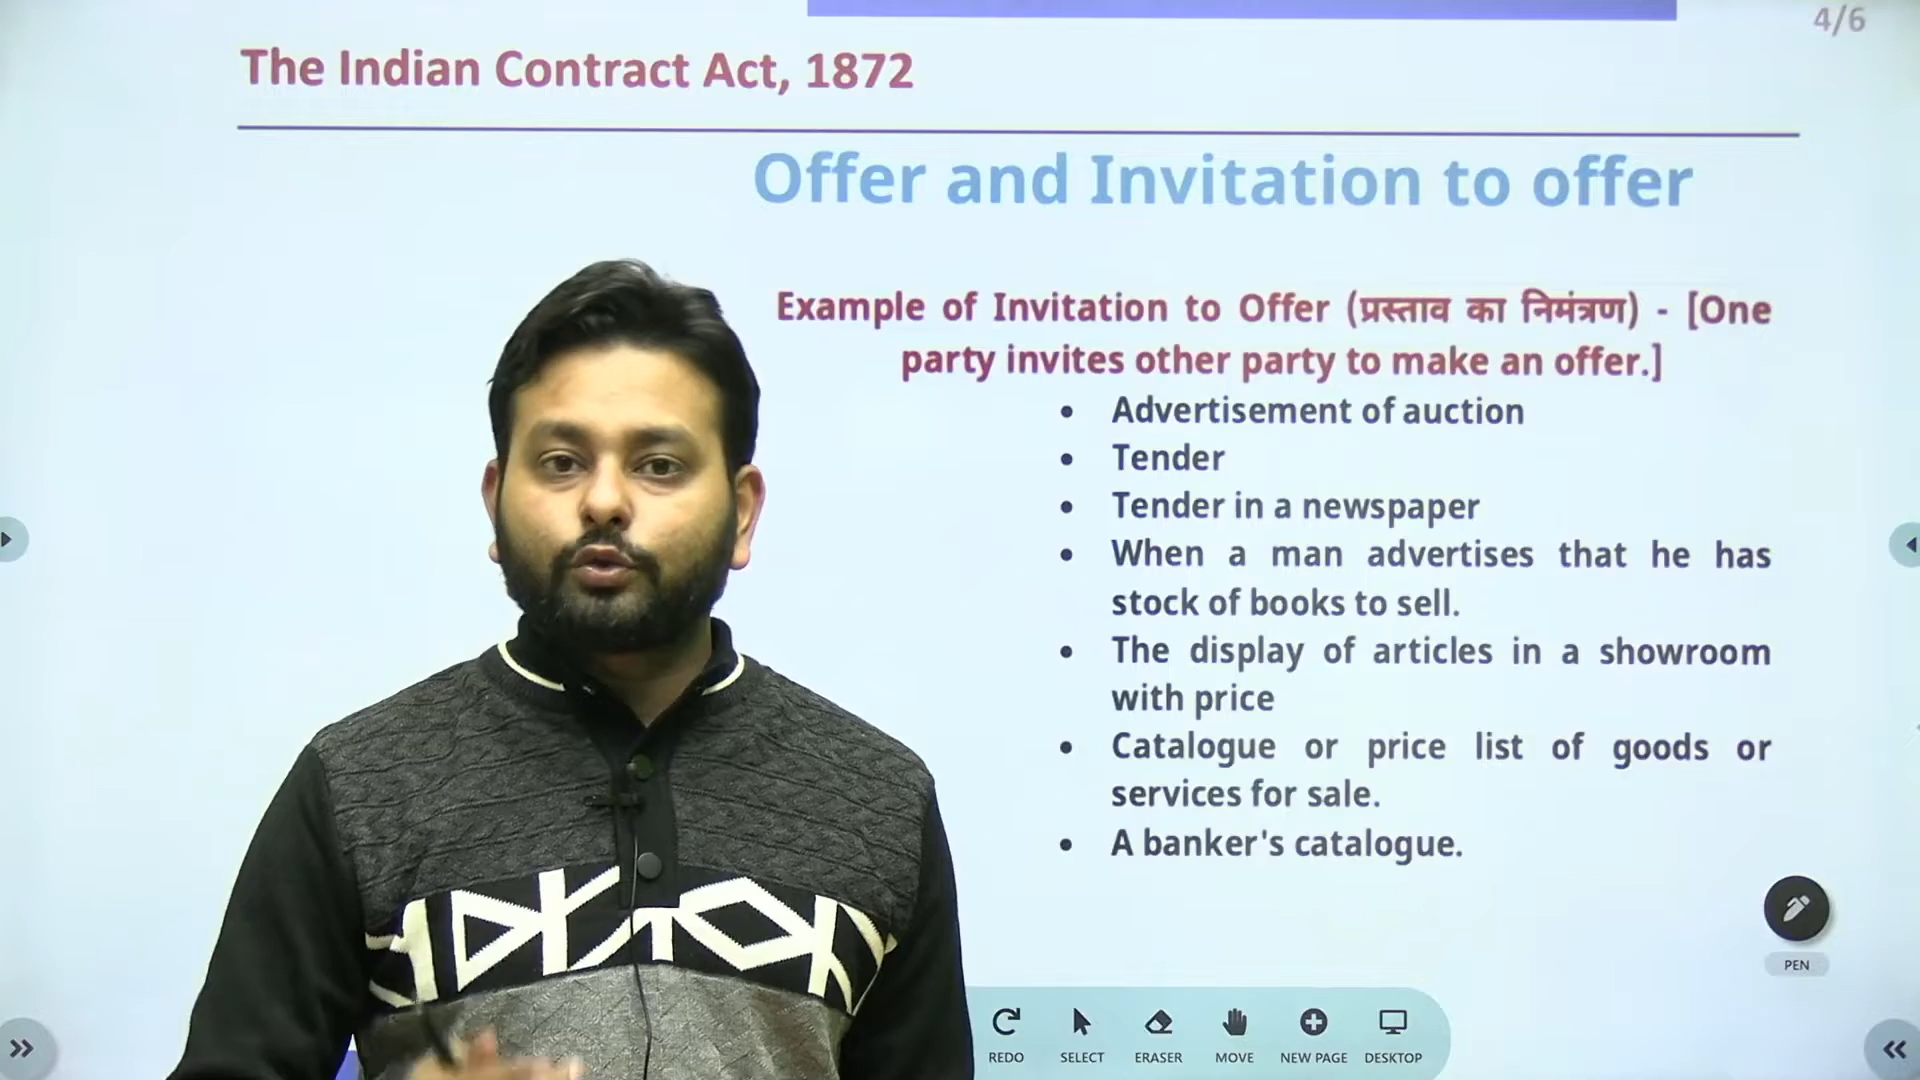 4/6
The Indian Contract Act, 1872
Offer and Invitation to offer
Example of Invitation to Offer (प्रस्ताव का निमंत्रण) - [One
party invites other party to make an offer.]
• Advertisement of auction
• Tender
• Tender in a newspaper
• When a man advertises that he has
stock of books to sell.
• The display of articles in a showroom
with price
• Catalogue or price list of goods or
services for sale.
• A banker's catalogue.
PEN
REDO SELECT ERASER MOVE NEW PAGE DESKTOP